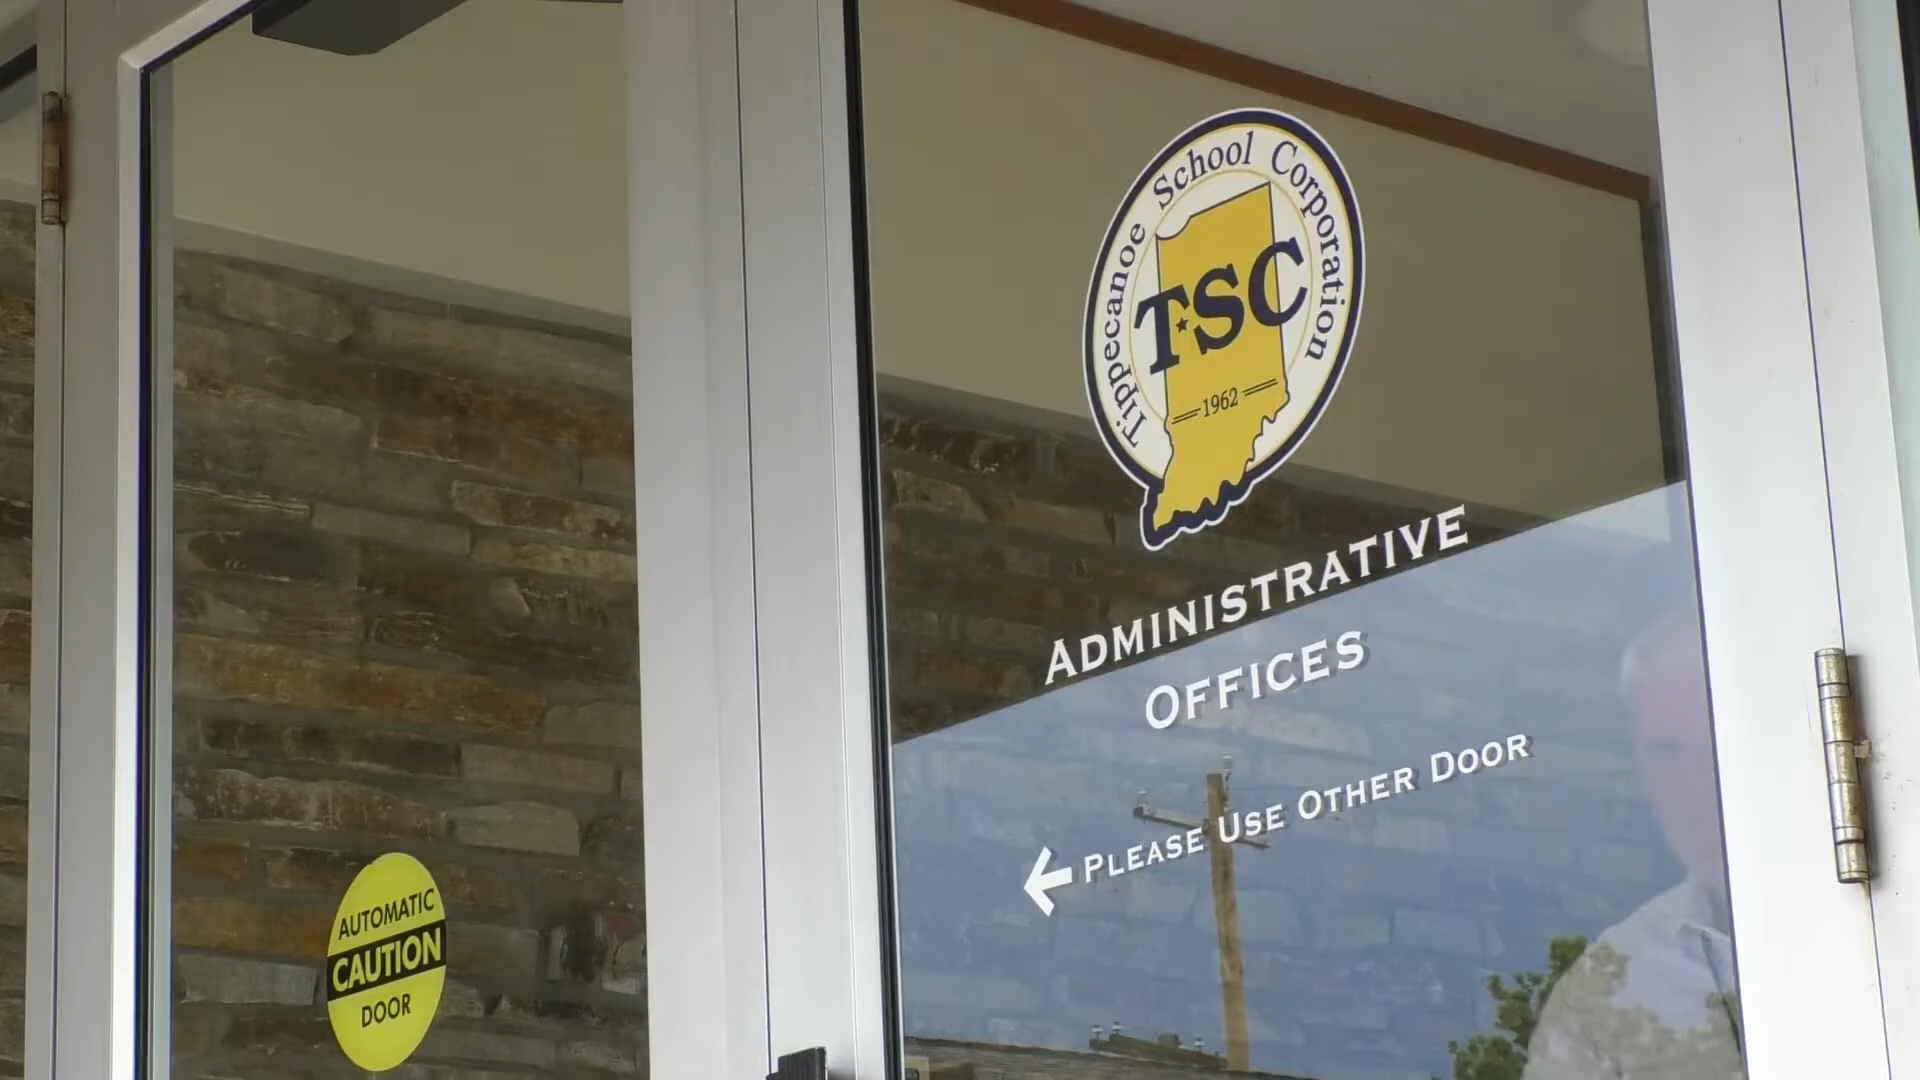 Tippecanoe School Corporation
TSC
1962
ADMINISTRATIVE
OFFICES
PLEASE USE OTHER DOOR
AUTOMATIC
CAUTION
DOOR